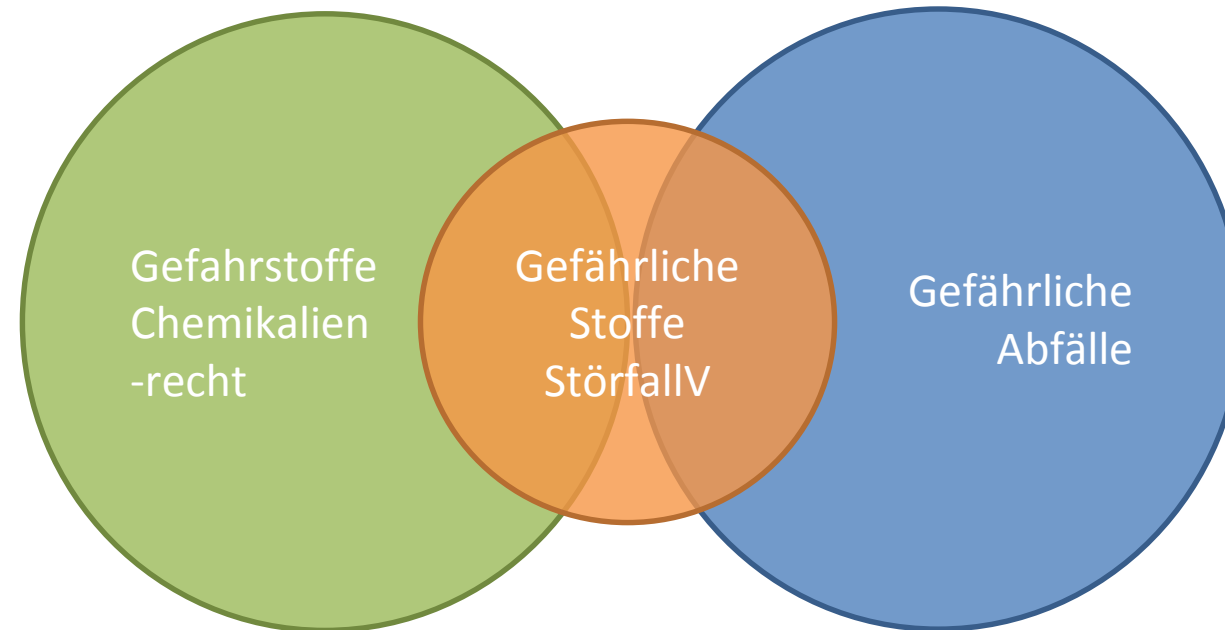 Gefahrstoffe
Chemikalien
-recht
Gefährliche
Stoffe
StörfallV
Gefährliche
Abfälle